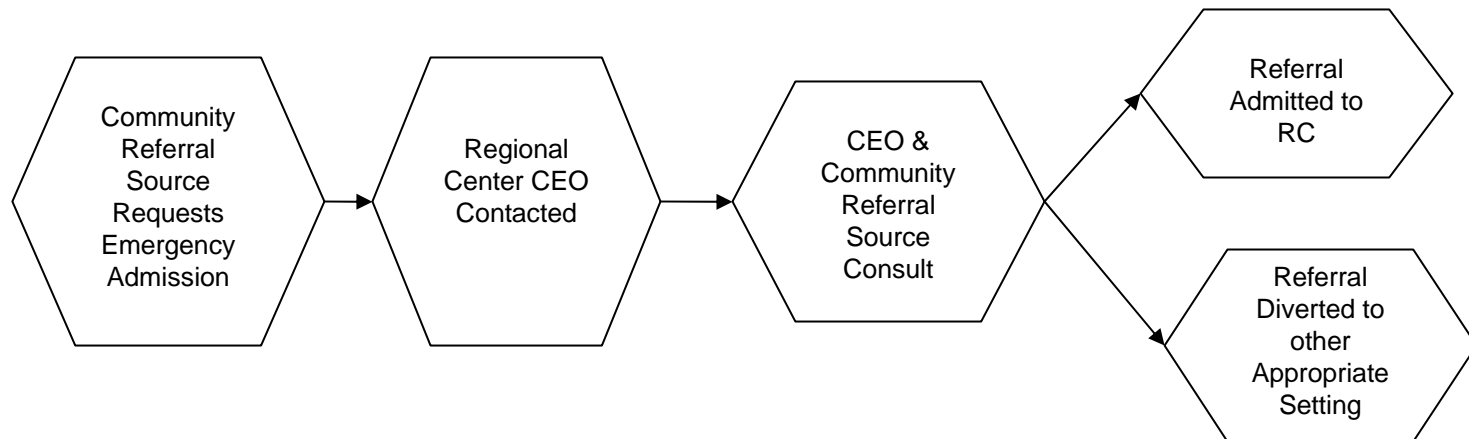 Community
Referral
Source
Requests
Emergency
Admission
Regional
Center CEO
Contacted
CEO &
Community
Referral
Source
Consult
Referral
Admitted to
RC
Referral
Diverted to
other
Appropriate
Setting